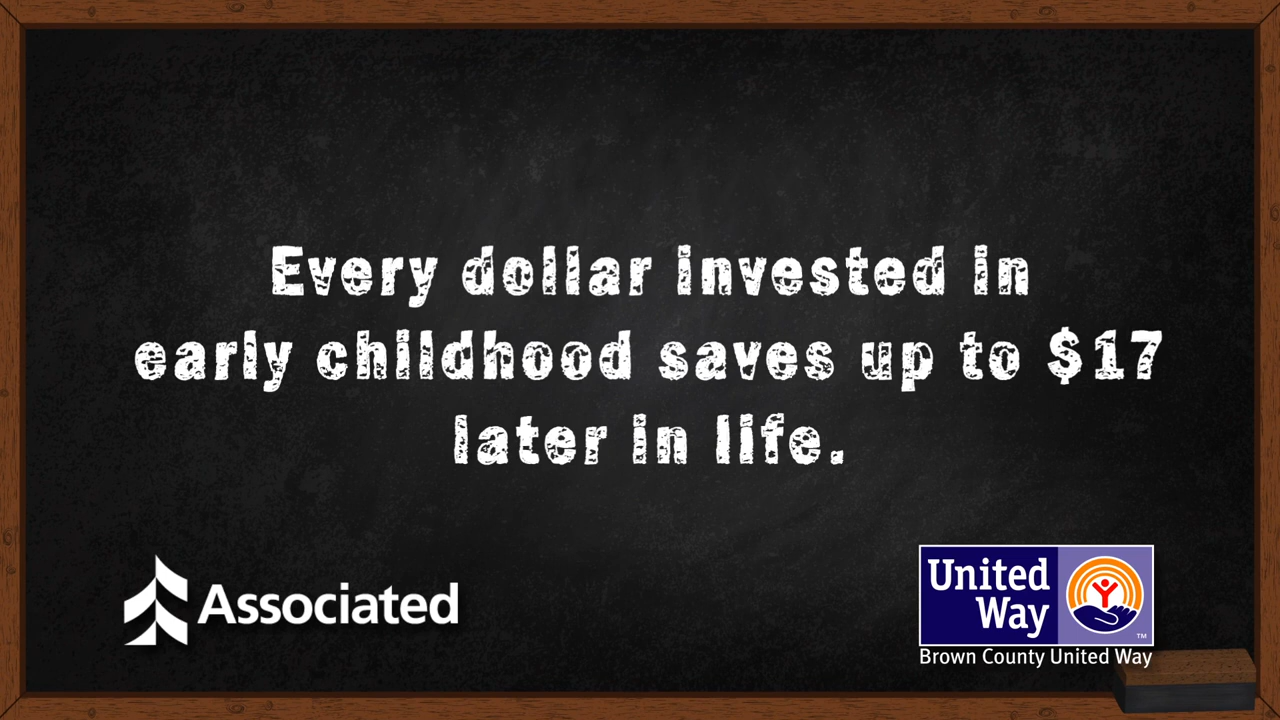 Every dollar invested in
early childhood saves up to $17
later in life.
Associated
United
Way
TM
Brown County United Way